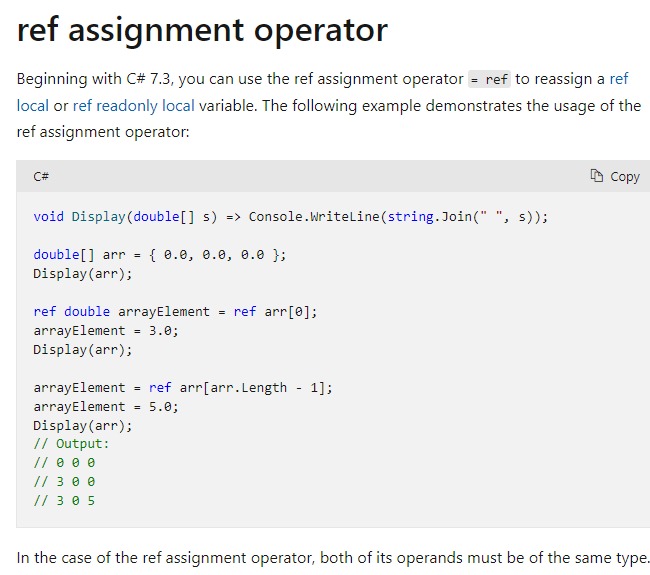 ref assignment operator
Beginning with C# 7.3, you can use the ref assignment operator = ref to reassign a ref
local or ref readonly local variable. The following example demonstrates the usage of the
ref assignment operator:
C# Copy
void Display(double[] s) => Console.WriteLine(string.Join(" ", s));
double[] arr = { 0.0, 0.0, 0.0 };
Display(arr);
ref double arrayElement = ref arr[0];
arrayElement = 3.0;
Display(arr);
arrayElement = ref arr[arr.Length - 1];
arrayElement = 5.0;
Display(arr);
// Output:
// 0 0 0
// 3 0 0
// 3 0 5
In the case of the ref assignment operator, both of its operands must be of the same type.